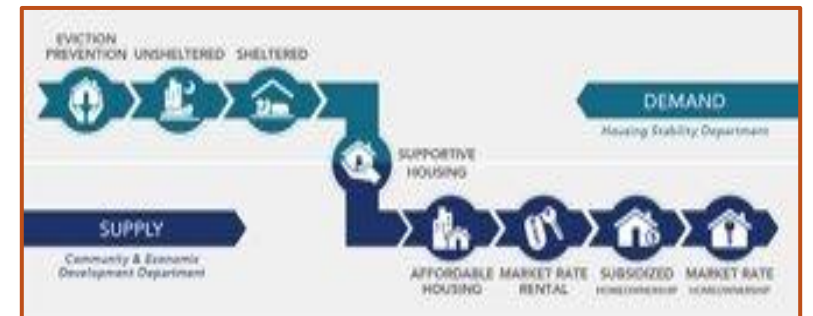 EVICTION
PREVENTION UNSHELTERED SHELTERED
DEMAND
Housing Stability Department
SUPPORTIVE
HOUSING
SUPPLY
Community & Economic
Development Department
AFFORDABLE MARKET RATE SUBSIDIZED MARKET RATE
HOUSING RENTAL HOMEOWNERSHIP HOMEOWNERSHIP